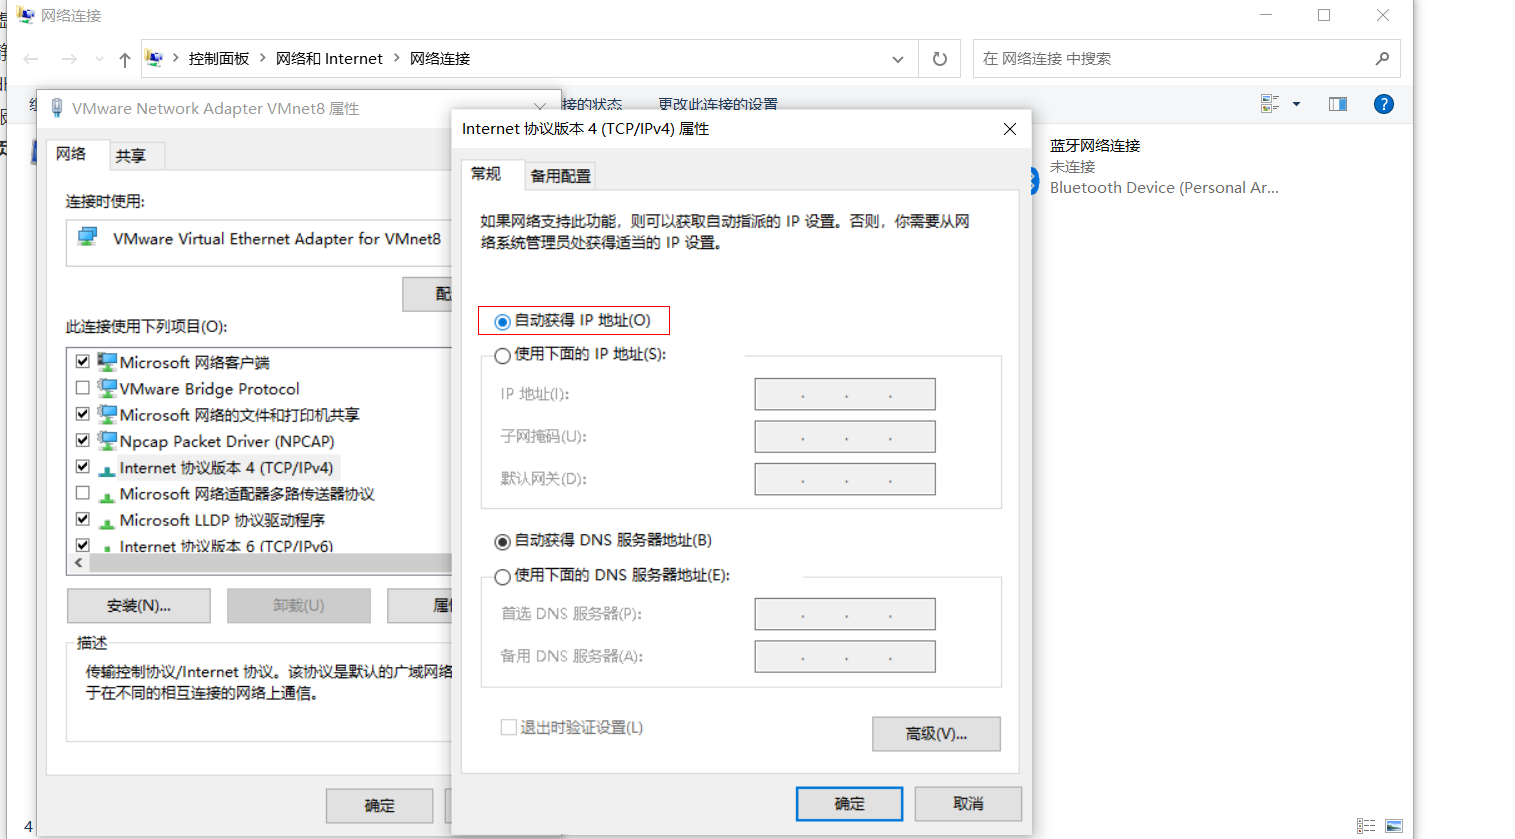 网络连接
控制面板 网络和 Internet 网络连接
在 网络连接 中搜索
接的状态 更改此连接的设置
VMware Network Adapter VMnet8 属性
网络 共享
连接时使用:
VMware Virtual Ethernet Adapter for VMnet8
配
此连接使用下列项目(O):
Microsoft 网络客户端
VMware Bridge Protocol
Microsoft 网络的文件和打印机共享
Npcap Packet Driver (NPCAP)
Internet 协议版本 4 (TCP/IPv4)
Microsoft 网络适配器多路传送器协议
Microsoft LLDP 协议驱动程序
Internet 协议版本 6 (TCP/IPv6)
安装(N)... 卸载(U) 属
描述
传输控制协议/Internet 协议。该协议是默认的广域网络
于在不同的相互连接的网络上通信。
确定
Internet 协议版本 4 (TCP/IPv4) 属性
常规 备用配置
如果网络支持此功能，则可以获取自动指派的 IP 设置。否则，你需要从网
络系统管理员处获得适当的 IP 设置。
自动获得 IP 地址(O)
使用下面的 IP 地址(S):
IP 地址(I):
子网掩码(U):
默认网关(D):
自动获得 DNS 服务器地址(B)
使用下面的 DNS 服务器地址(E):
首选 DNS 服务器(P):
备用 DNS 服务器(A):
退出时验证设置(L)
高级(V)...
确定 取消
蓝牙网络连接
未连接
Bluetooth Device (Personal Ar...
4